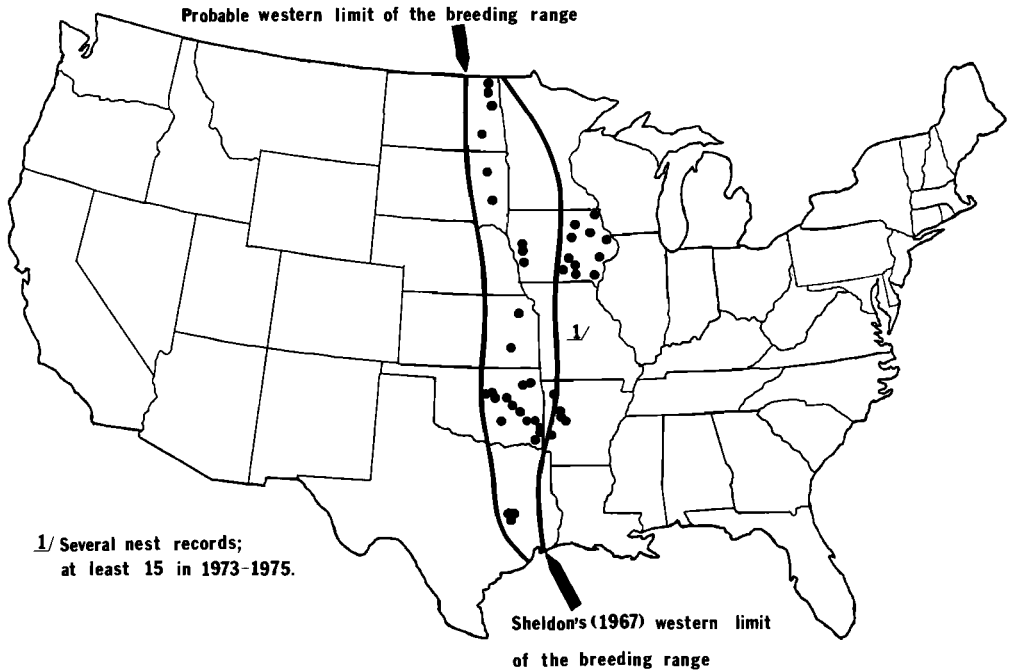 Probable western limit of the breeding range
1/
1/ Several nest records;
at least 15 in 1973-1975.
Sheldon's (1967) western limit
of the breeding range